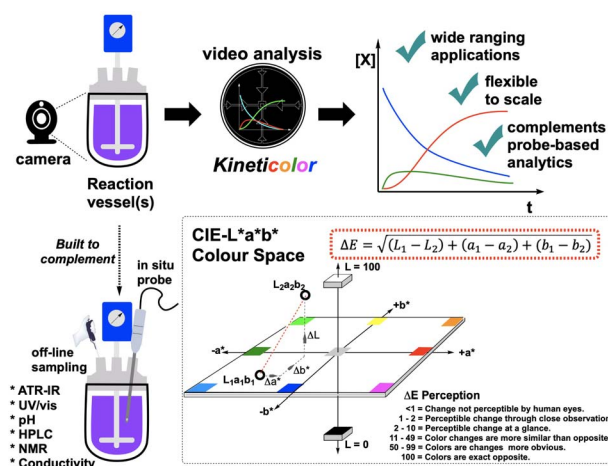 camera
Reaction
vessel(s)
video analysis
Kineticolor
[X]
wide ranging
applications
flexible
to scale
complements
probe-based
analytics
t
Built to
complement
in situ
probe
off-line
sampling
* ATR-IR
* UV/vis
* pH
* HPLC
* NMR
* Conductivity
CIE-L*a*b*
Colour Space
ΔE = √(L₁ − L₂) + (a₁ − a₂) + (b₁ − b₂)
L = 100
L₂a₂b₂
+b*
ΔL
-a*
+a*
L₁a₁b₁
Δa*
Δb*
-b*
L = 0
ΔE Perception
<1 = Change not perceptible by human eyes.
1 - 2 = Perceptible change through close observation
2 - 10 = Perceptible at a glance.
11 - 49 = Color changes are more similar than opposite
50 - 99 = Colors are changes more obvious.
100 = Colors are exact opposite.